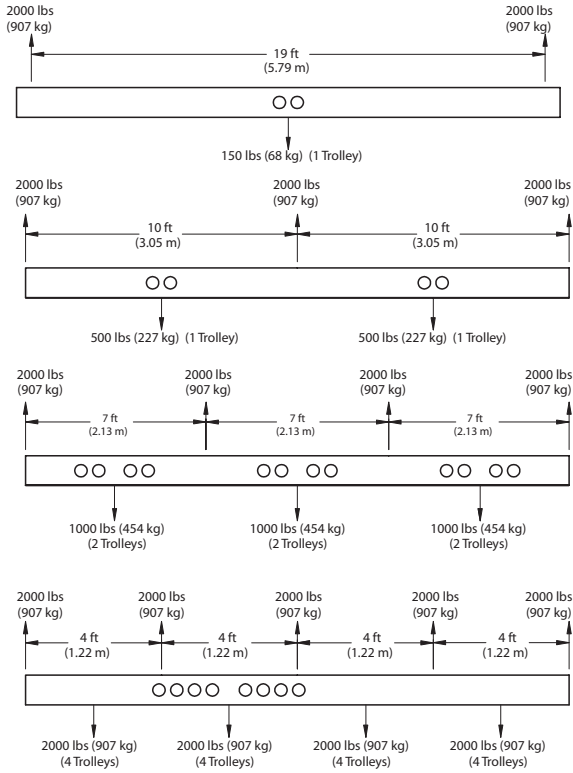 2000 lbs
(907 kg)
2000 lbs
(907 kg)
19 ft
(5.79 m)
150 lbs (68 kg) (1 Trolley)
2000 lbs
(907 kg)
2000 lbs
(907 kg)
2000 lbs
(907 kg)
10 ft
(3.05 m)
10 ft
(3.05 m)
500 lbs (227 kg) (1 Trolley)
500 lbs (227 kg) (1 Trolley)
2000 lbs
(907 kg)
2000 lbs
(907 kg)
2000 lbs
(907 kg)
2000 lbs
(907 kg)
7 ft
(2.13 m)
7 ft
(2.13 m)
7 ft
(2.13 m)
1000 lbs (454 kg)
(2 Trolleys)
1000 lbs (454 kg)
(2 Trolleys)
1000 lbs (454 kg)
(2 Trolleys)
2000 lbs
(907 kg)
2000 lbs
(907 kg)
2000 lbs
(907 kg)
2000 lbs
(907 kg)
2000 lbs
(907 kg)
4 ft
(1.22 m)
4 ft
(1.22 m)
4 ft
(1.22 m)
4 ft
(1.22 m)
2000 lbs (907 kg)
(4 Trolleys)
2000 lbs (907 kg)
(4 Trolleys)
2000 lbs (907 kg)
(4 Trolleys)
2000 lbs (907 kg)
(4 Trolleys)